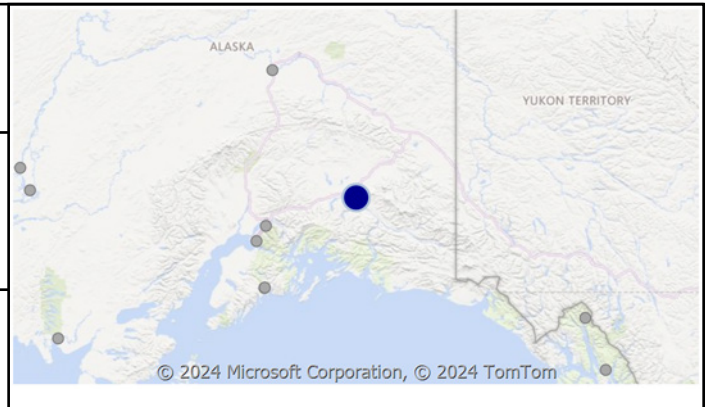 ALASKA
YUKON TERRITORY
© 2024 Microsoft Corporation, © 2024 TomTom